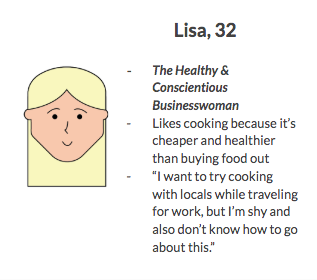 Lisa, 32
- The Healthy &
Conscientious
Businesswoman
- Likes cooking because it's
cheaper and healthier
than buying food out
- "I want to try cooking
with locals while traveling
for work, but I'm shy and
also don't know how to go
about this."